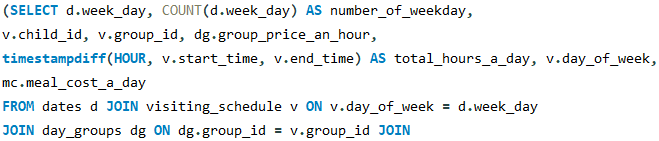 (SELECT d.week_day, COUNT(d.week_day) AS number_of_weekday,
v.child_id, v.group_id, dg.group_price_an_hour,
timestampdiff(HOUR, v.start_time, v.end_time) AS total_hours_a_day, v.day_of_week,
mc.meal_cost_a_day
FROM dates d JOIN visiting_schedule v ON v.day_of_week = d.week_day
JOIN day_groups dg ON dg.group_id = v.group_id JOIN